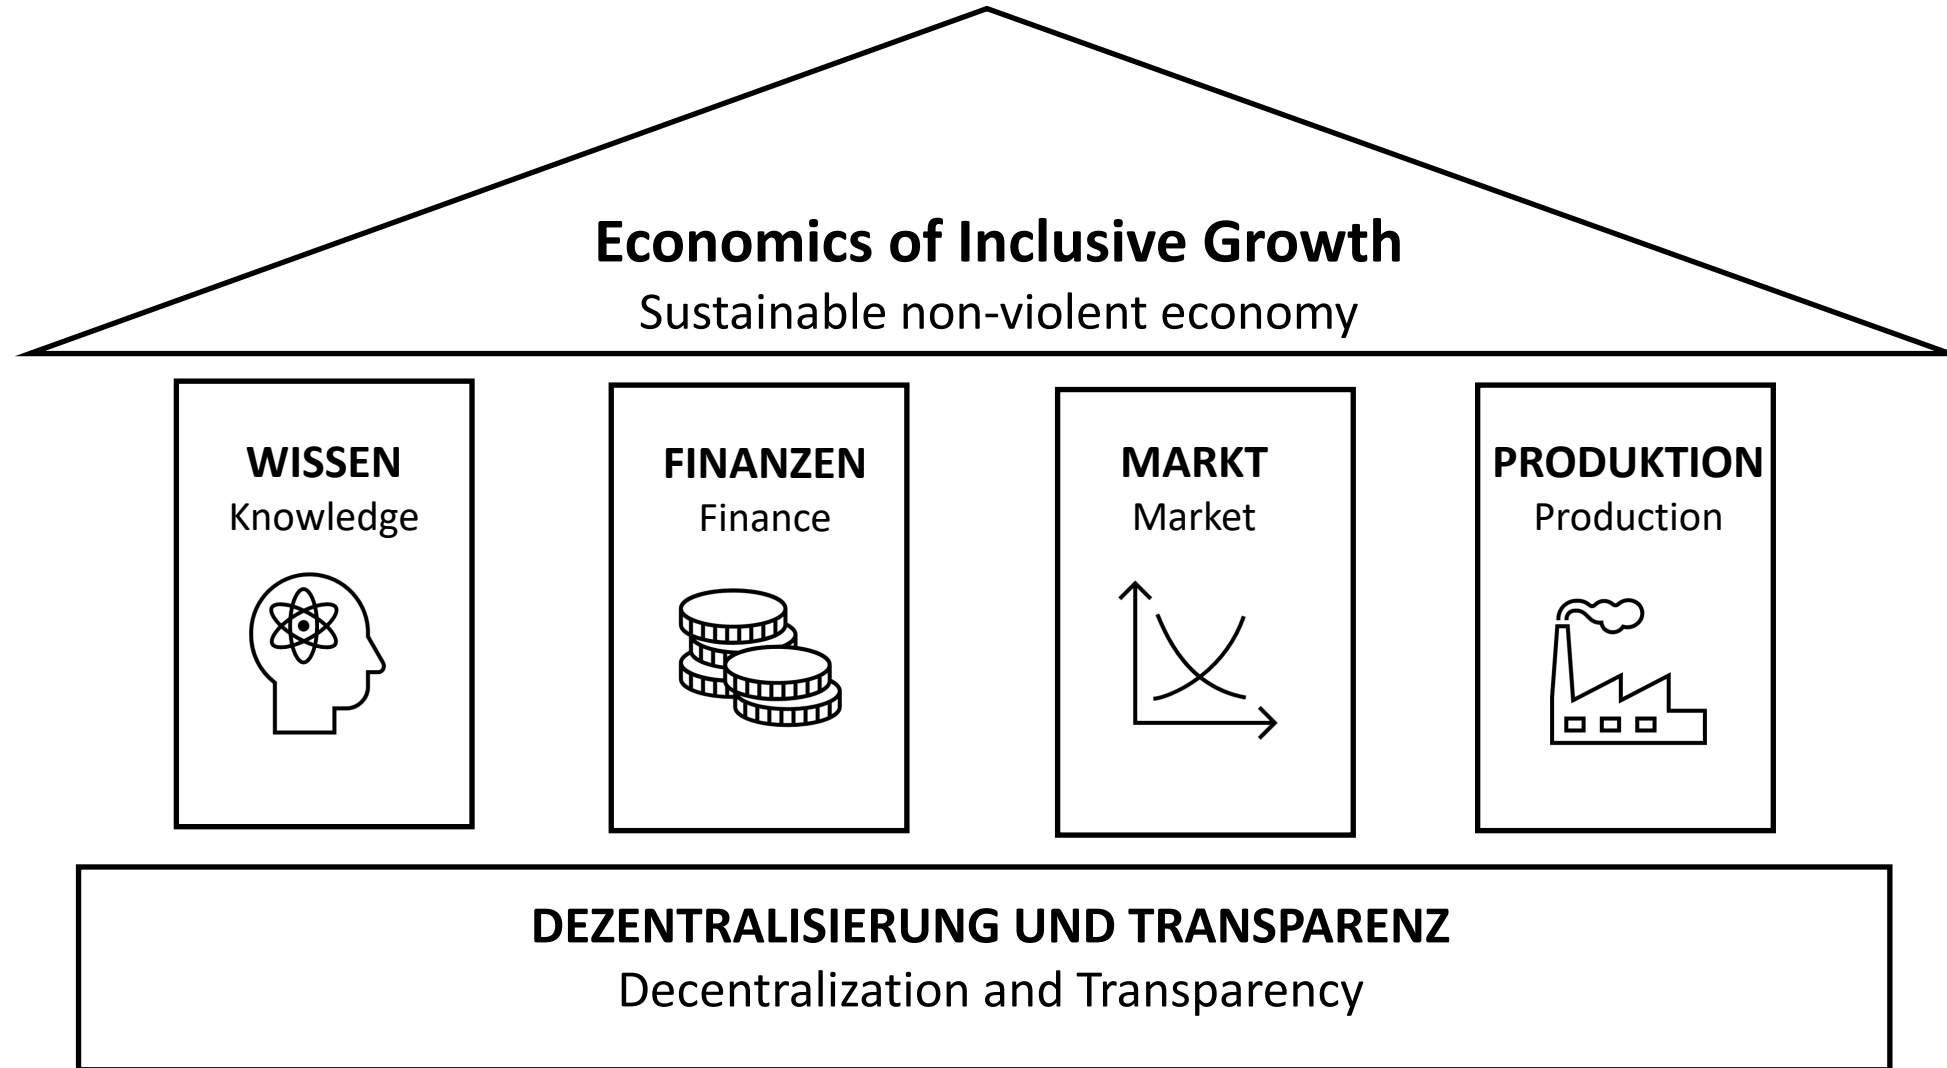 Economics of Inclusive Growth
Sustainable non-violent economy
WISSEN
Knowledge
FINANZEN
Finance
MARKT
Market
PRODUKTION
Production
DEZENTRALISIERUNG UND TRANSPARENZ
Decentralization and Transparency